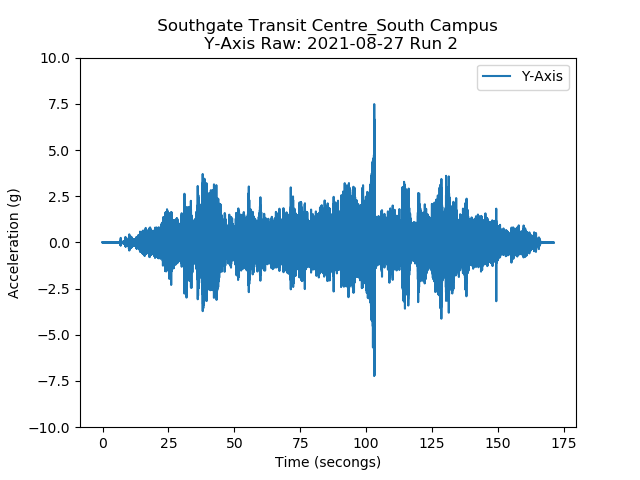 Southgate Transit Centre_South Campus
Y-Axis Raw: 2021-08-27 Run 2
Y-Axis
10.0
7.5
5.0
2.5
0.0
−2.5
−5.0
−7.5
−10.0
Acceleration (g)
0 25 50 75 100 125 150 175
Time (secongs)